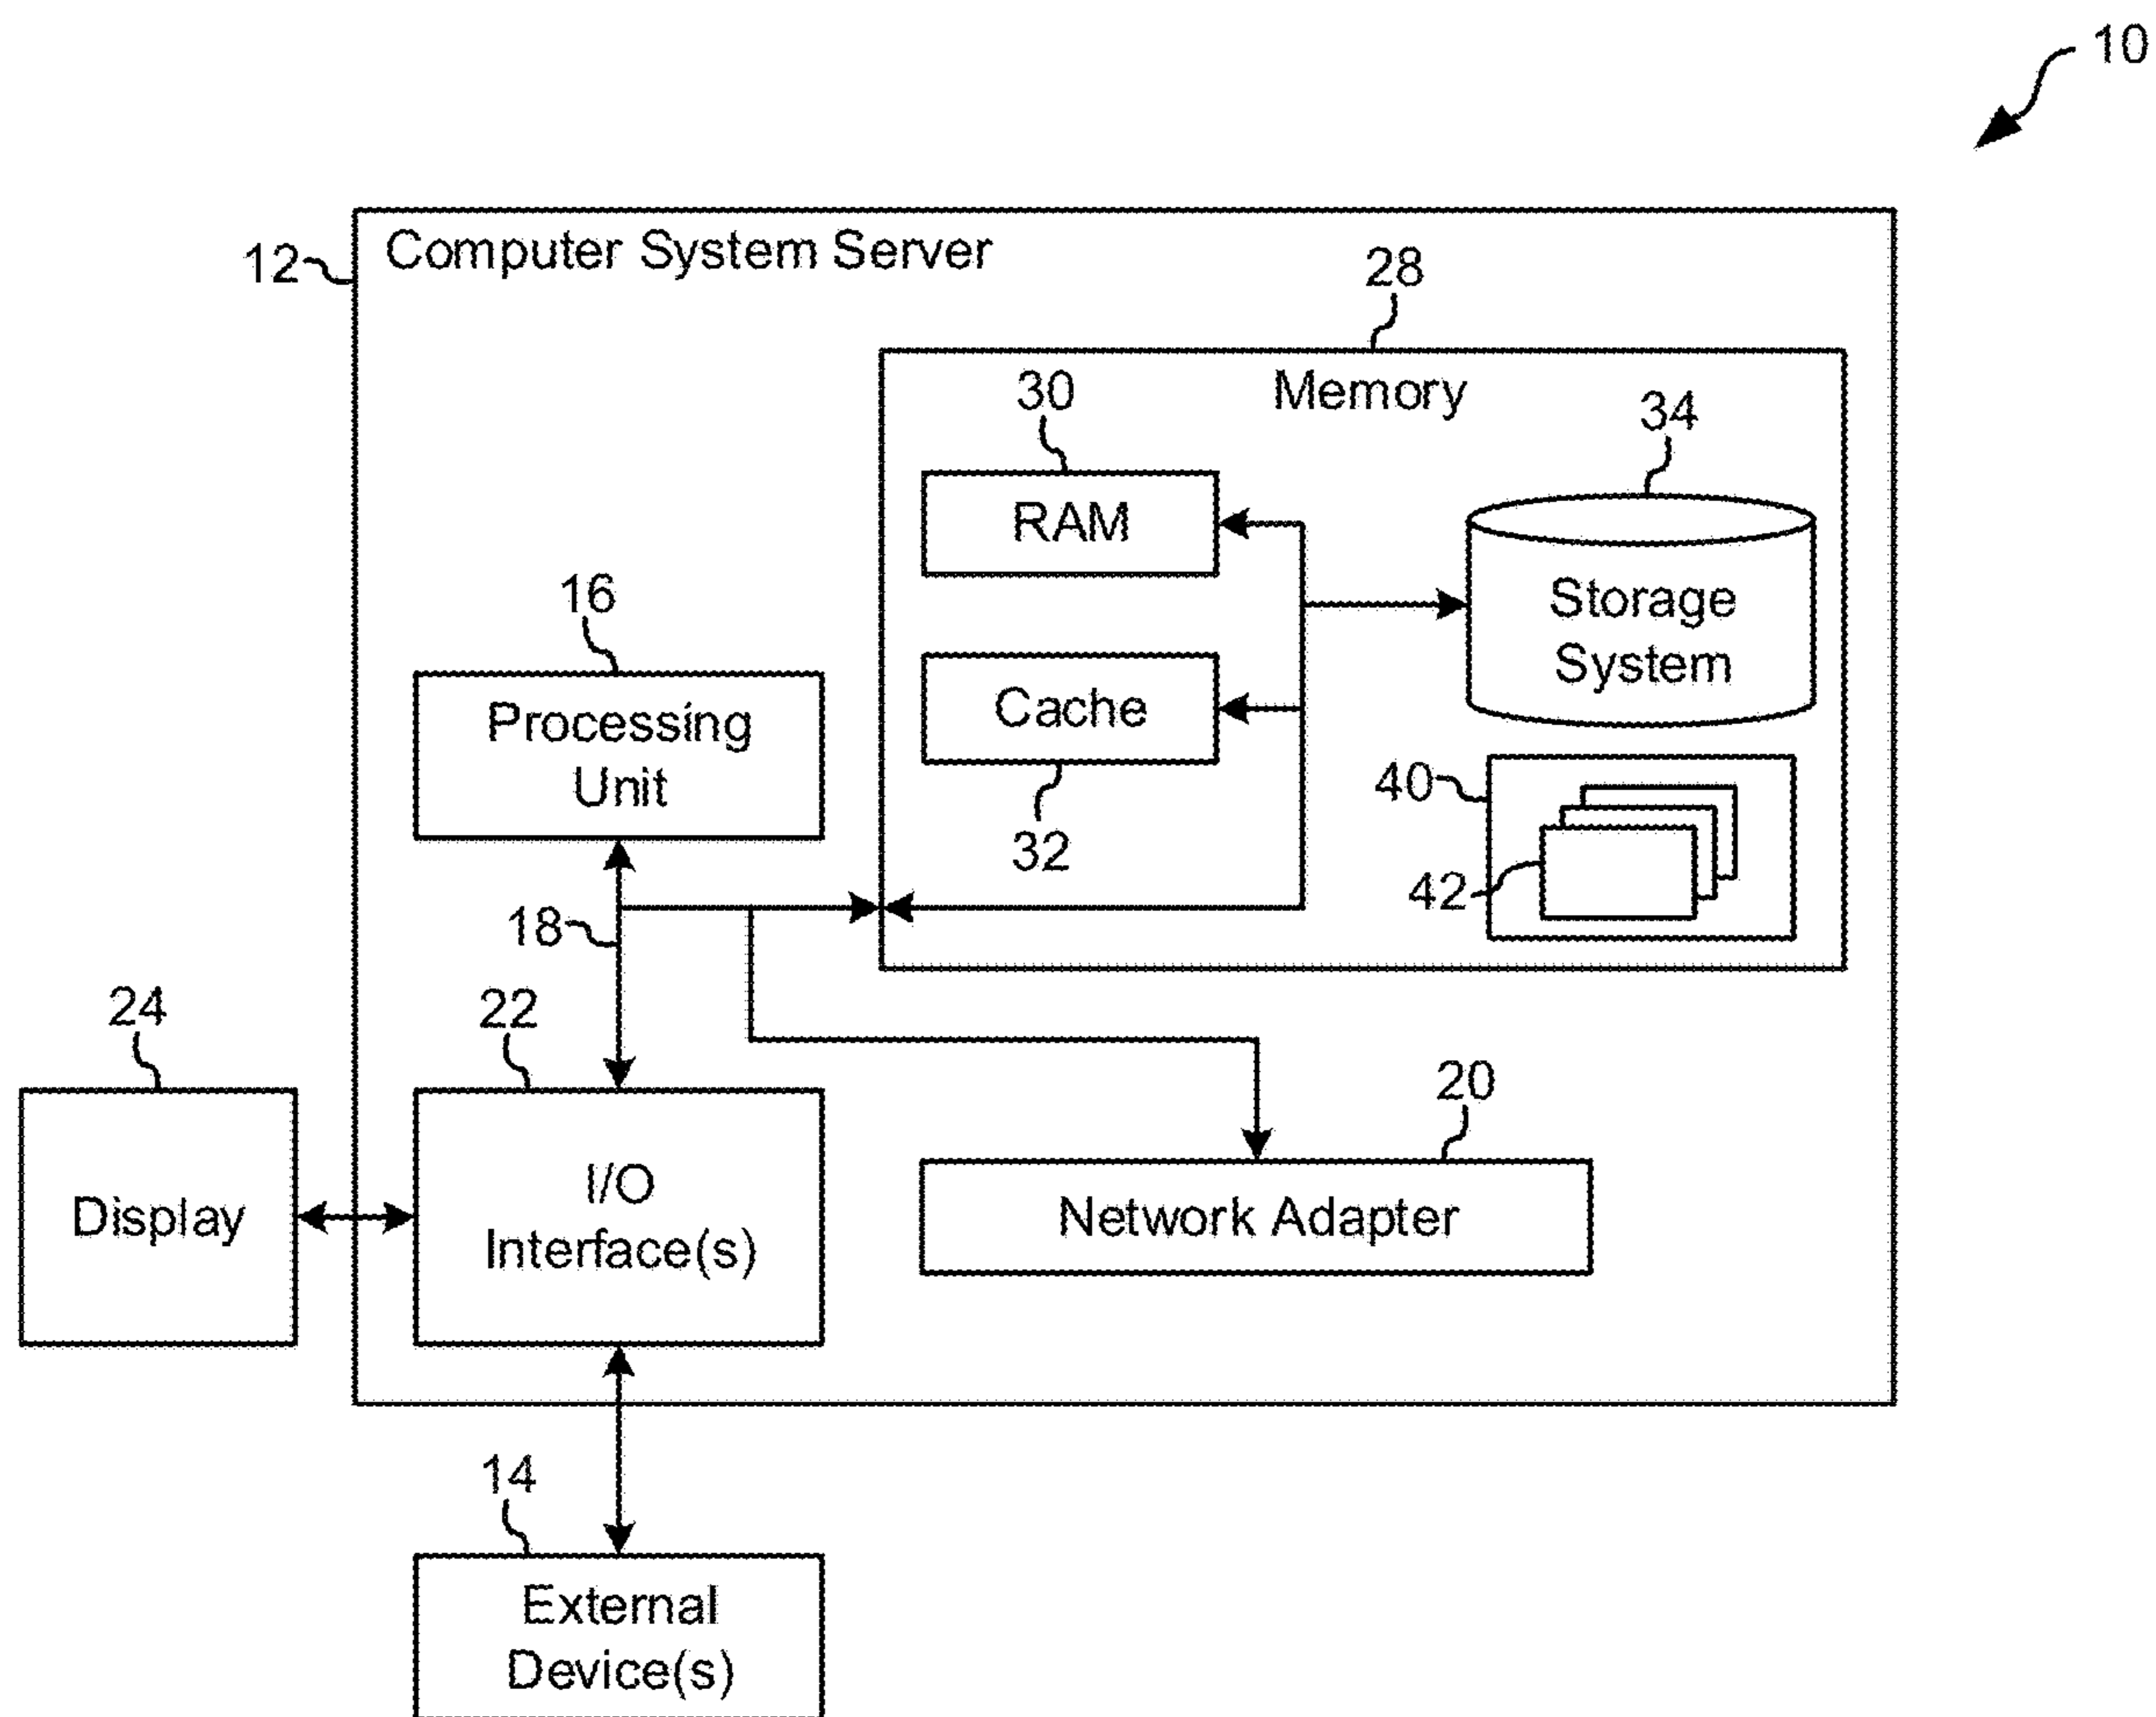 10
12
Computer System Server
28
Memory
30
RAM
34
Storage
System
16
Processing
Unit
Cache
32
40
42
18
24
Display
22
I/O
Interface(s)
20
Network Adapter
14
External
Device(s)